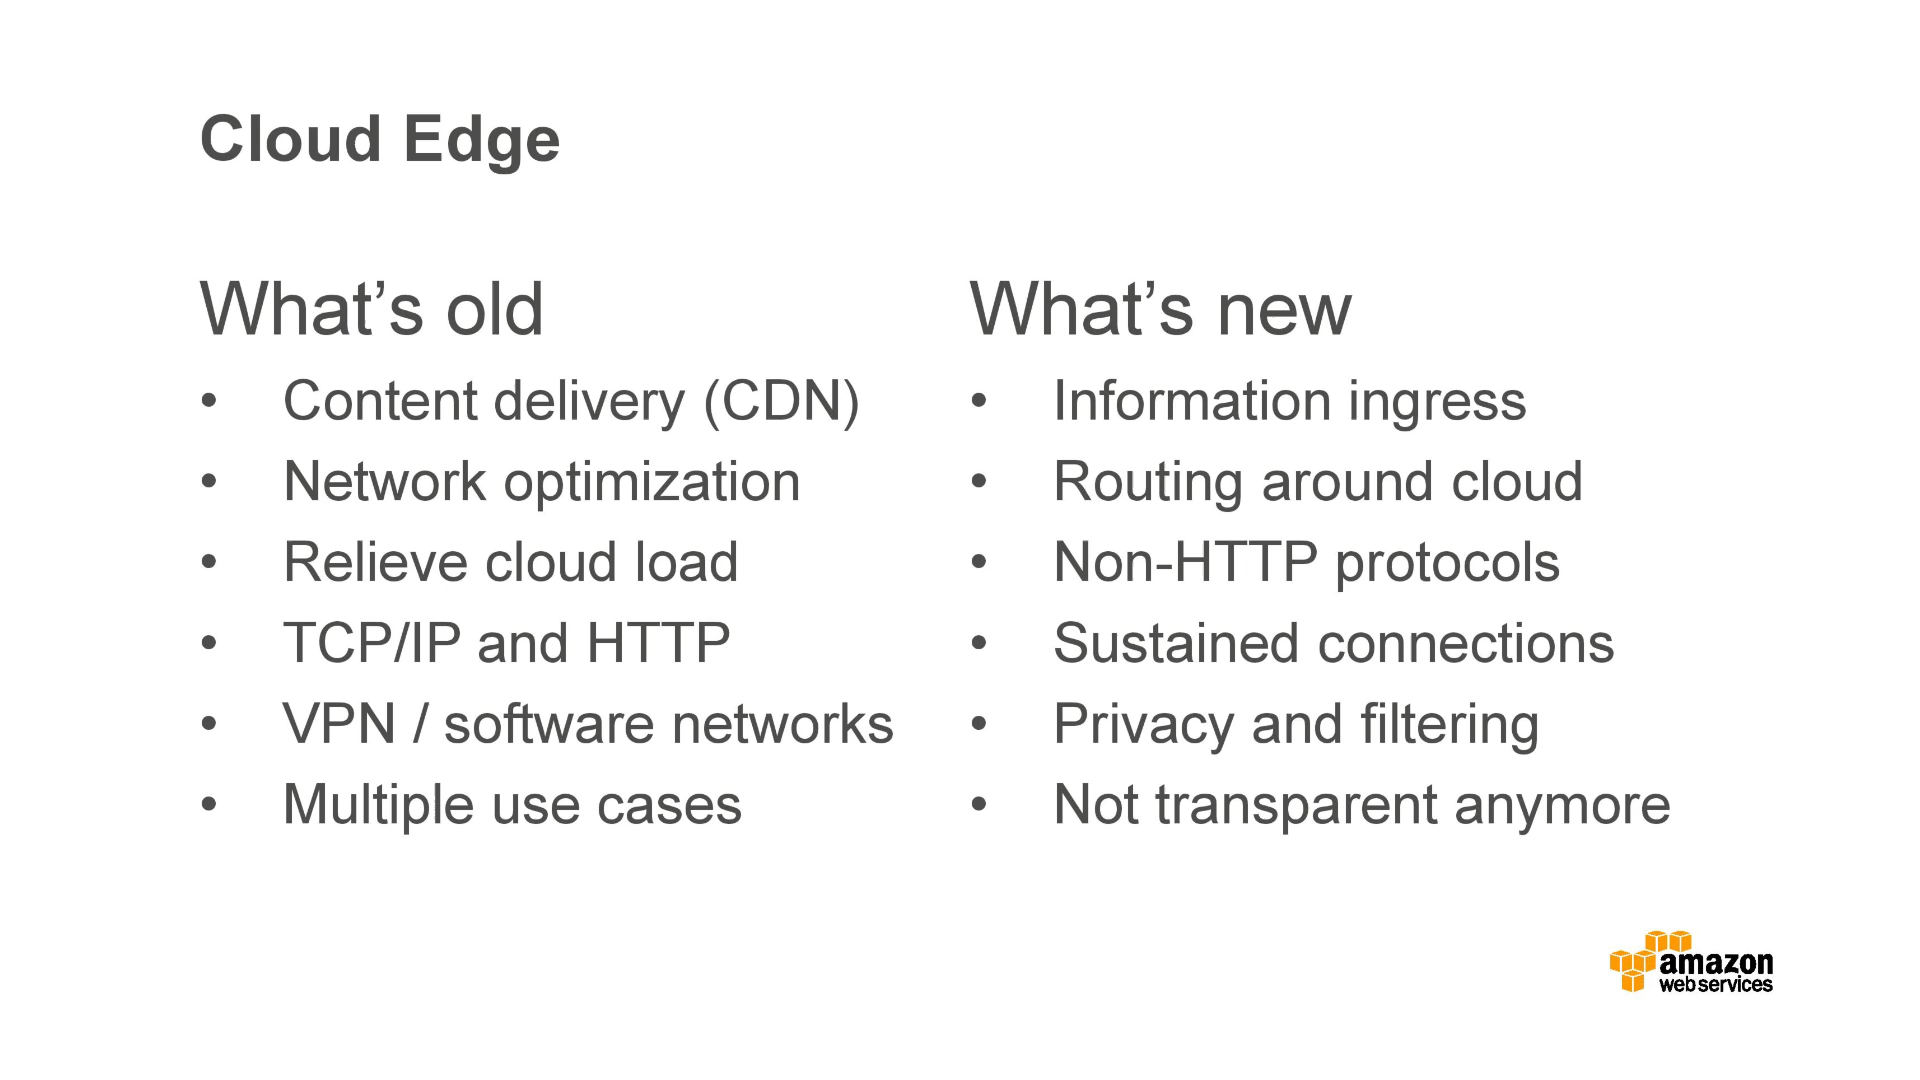 Cloud Edge
What’s old
• Content delivery (CDN)
• Network optimization
• Relieve cloud load
• TCP/IP and HTTP
• VPN / software networks
• Multiple use cases
What’s new
• Information ingress
• Routing around cloud
• Non-HTTP protocols
• Sustained connections
• Privacy and filtering
• Not transparent anymore
amazon
web services